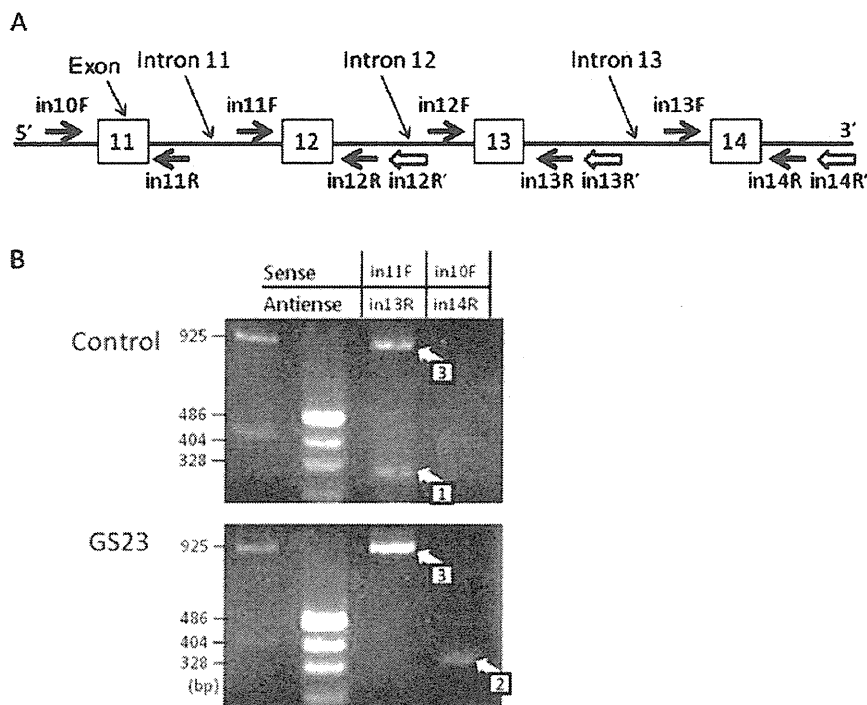 A
Exon
Intron 11
Intron 12
Intron 13
in10F
in11F
in12F
in13F
5'
11
12
13
14
3'
in11R
in12R
in12R'
in13R
in13R'
in14R
in14R'
B
Sense
in11F
in10F
Antiense
in13R
in14R
Control
925
486
404
328
3
1
GS23
925
486
404
328
(bp)
3
2